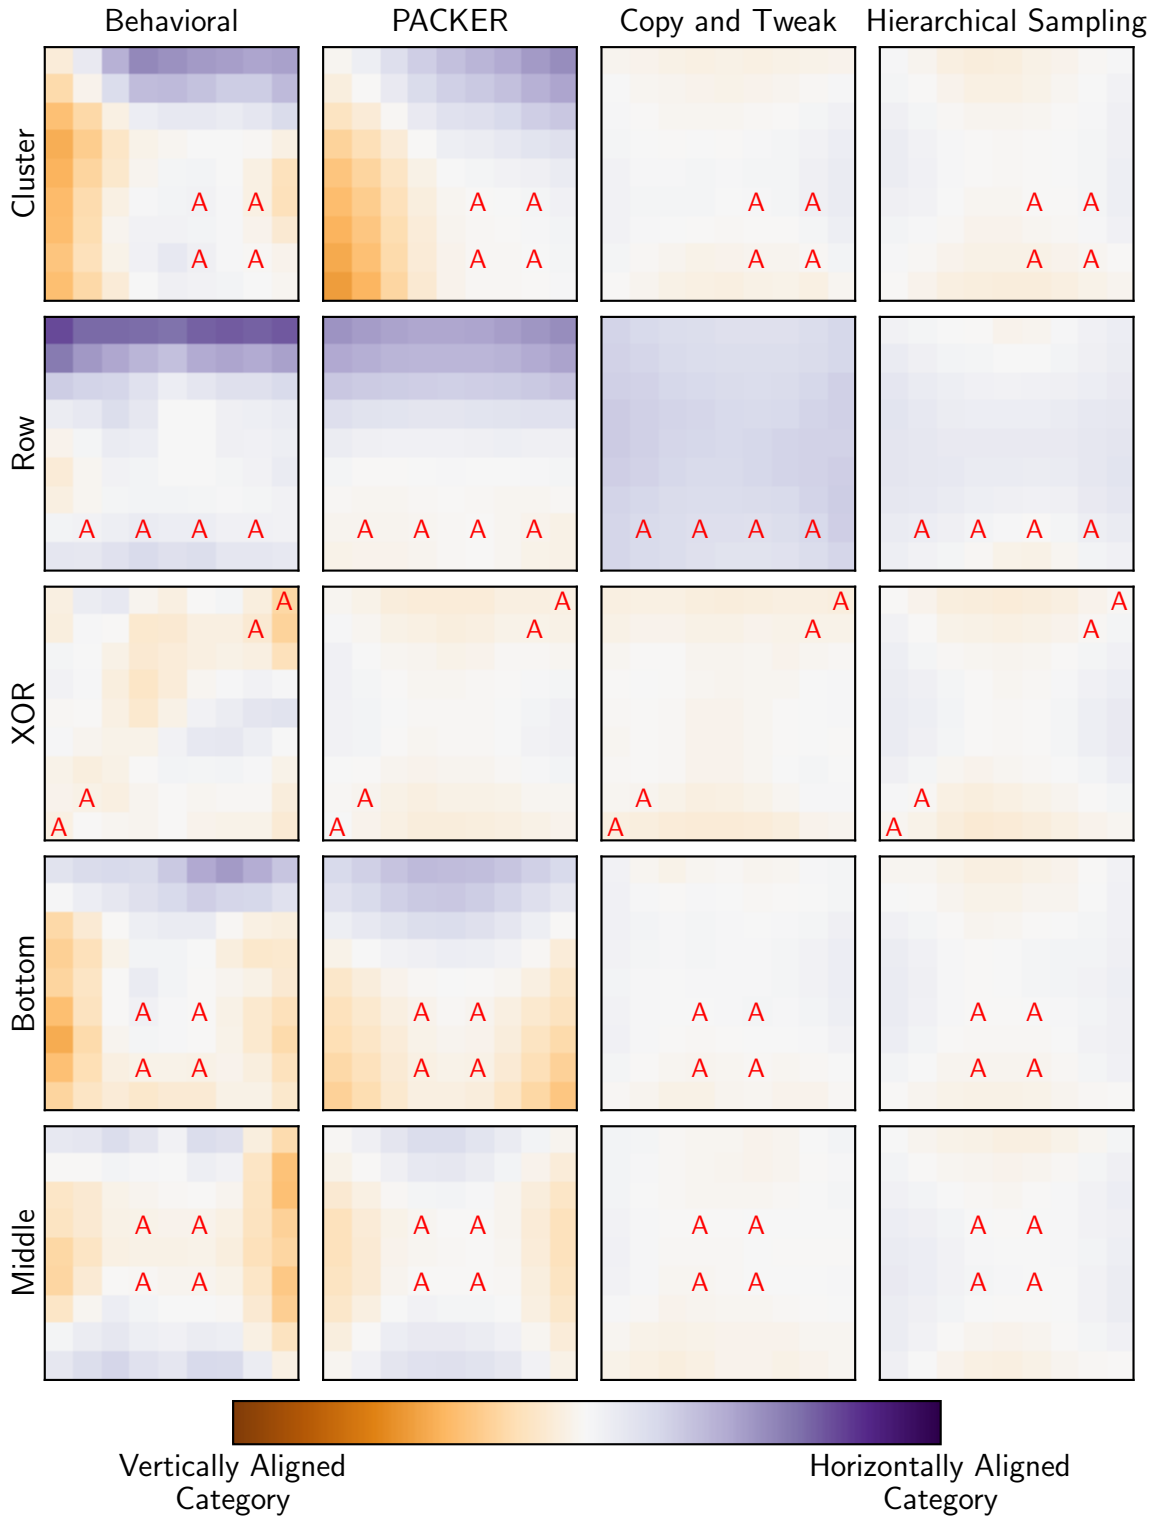 Behavioral PACKER Copy and Tweak Hierarchical Sampling
Cluster
A A A A A A A A
A A A A A A A A
Row
A A A A A A A A A A A A A A A A
XOR
A A A A
A A A A
A A A A
A A A A
Bottom
A A A A A A A A
A A A A A A A A
Middle
A A A A A A A A
A A A A A A A A
Vertically Aligned
Category
Horizontally Aligned
Category